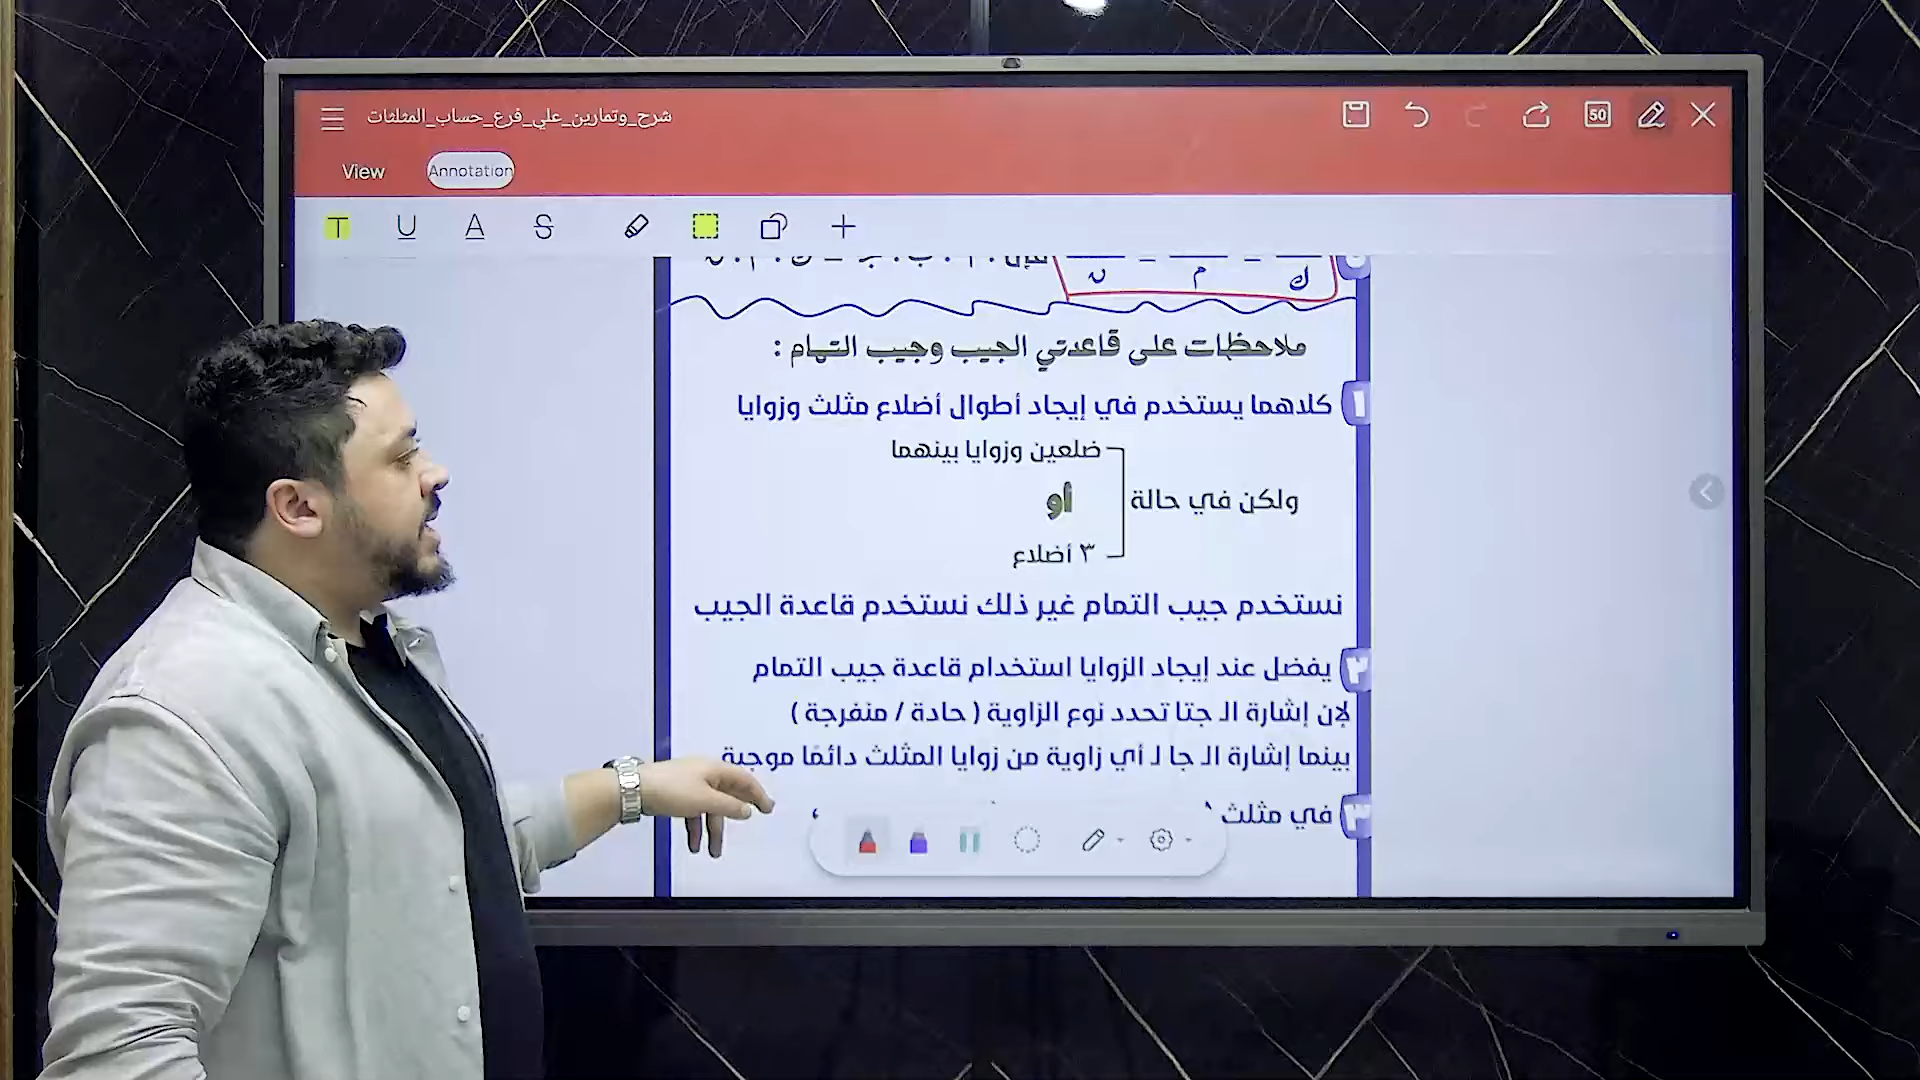 شرح_وتمارين_علي_فرع_حساب_المثلثات
50
View
Annotation
T U A S
ك م ن
ملاحظات على قاعدتي الجيب وجيب التمام :
١ كلاهما يستخدم في إيجاد أطوال أضلاع مثلث وزوايا
ضلعين وزوايا بينهما
ولكن في حالة أو
٣ أضلاع
نستخدم جيب التمام غير ذلك نستخدم قاعدة الجيب
٢ يفضل عند إيجاد الزوايا استخدام قاعدة جيب التمام
لإن إشارة الـ جتا تحدد نوع الزاوية ( حادة / منفرجة )
بينما إشارة الـ جا لـ أي زاوية من زوايا المثلث دائمًا موجبة
٣ في مثلث